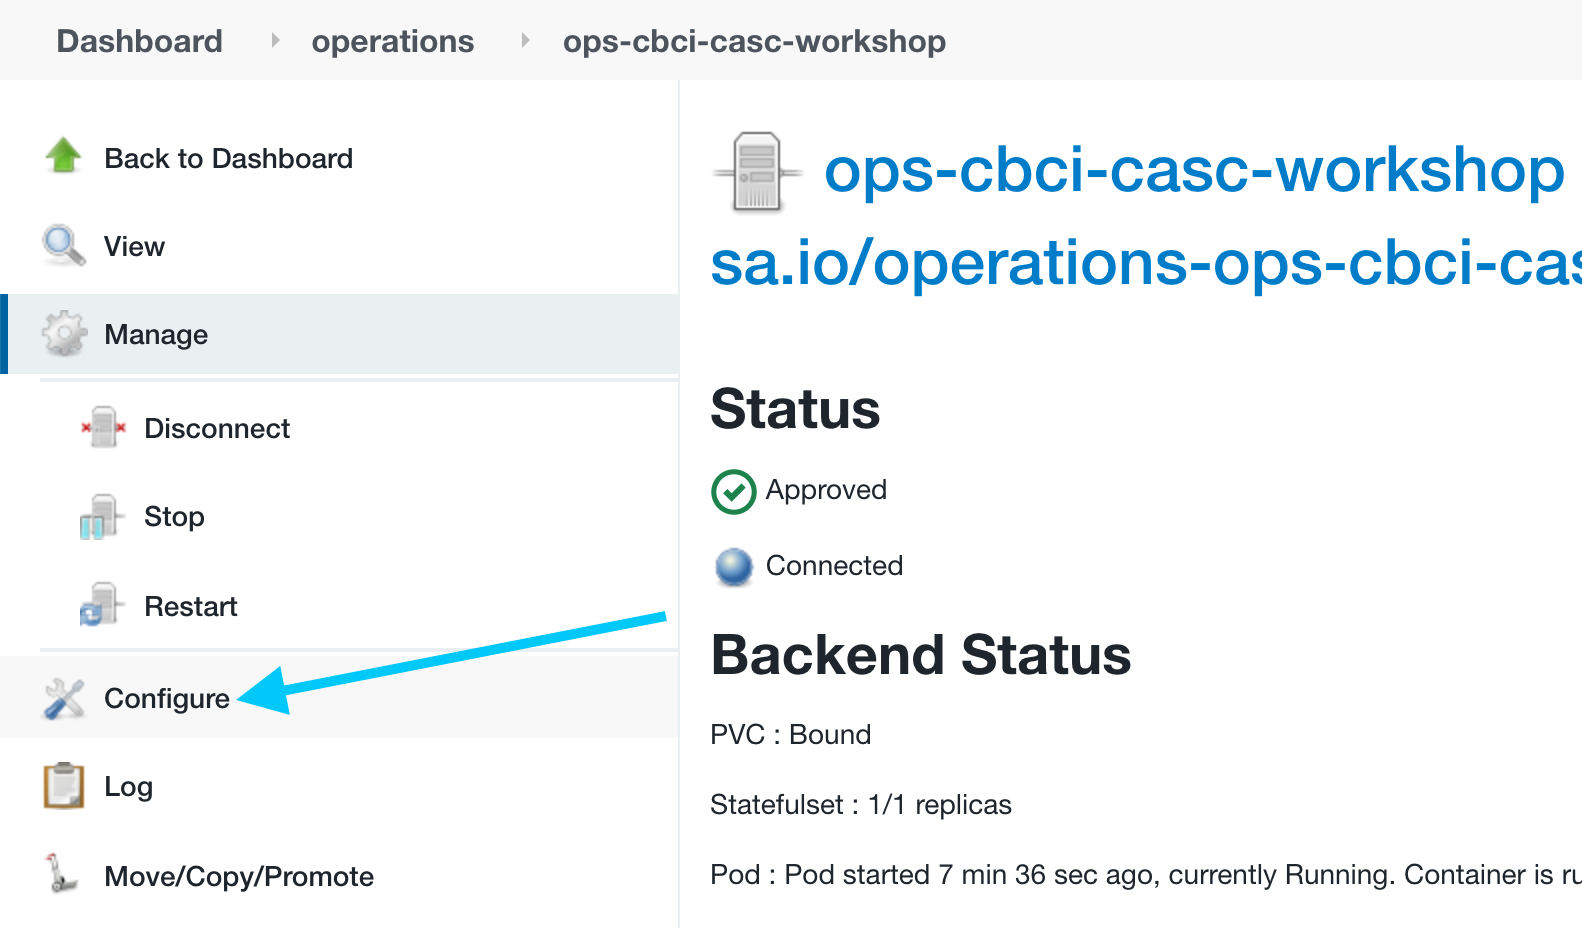 Dashboard operations ops-cbci-casc-workshop
Back to Dashboard
View
Manage
Disconnect
Stop
Restart
Configure
Log
Move/Copy/Promote
ops-cbci-casc-workshop
sa.io/operations-ops-cbci-cas
Status
Approved
Connected
Backend Status
PVC : Bound
Statefulset : 1/1 replicas
Pod : Pod started 7 min 36 sec ago, currently Running. Container is ru